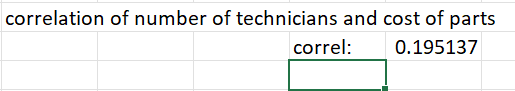 correlation of number of technicians and cost of parts
correl: 0.195137